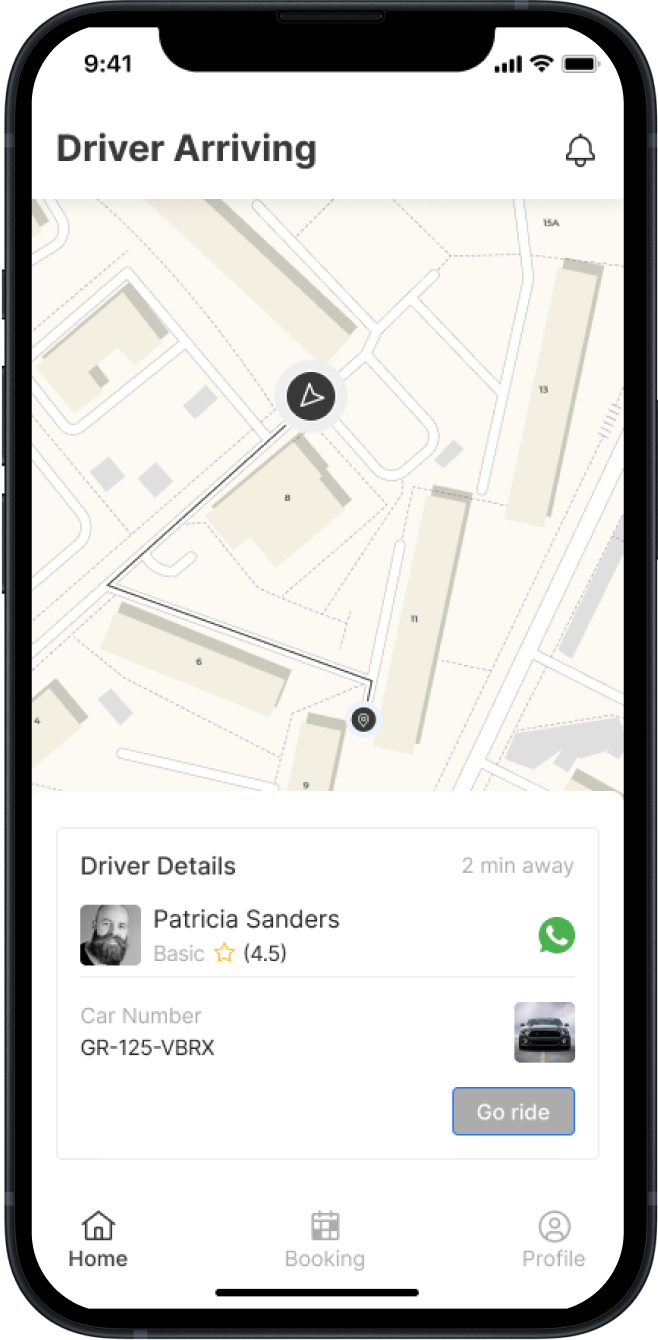 9:41
Driver Arriving
15A
13
8
11
6
4
9
Driver Details
2 min away
Patricia Sanders
Basic (4.5)
Car Number
GR-125-VBRX
Go ride
Home
Booking
Profile